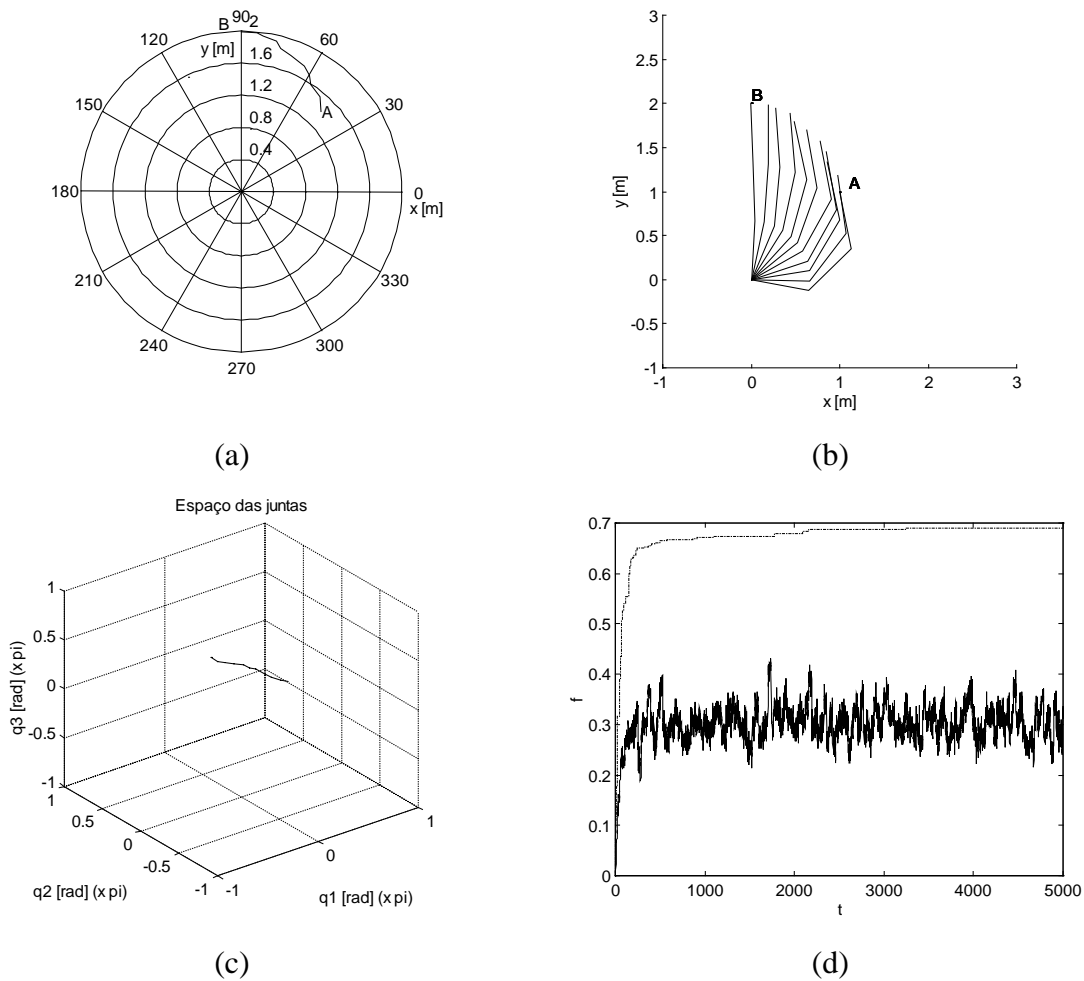 B 90 2
120
y [m]
60
1.6
150
1.2
30
A
0.8
0.4
180
0
x [m]
210
330
240
300
270
(a)
3
2.5
2
B
1.5
y [m]
1
A
0.5
0
-0.5
-1
-1 0 1 2 3
x [m]
(b)
Espaço das juntas
1
0.5
q3 [rad] (x pi)
0
-0.5
-1
1
0.5
0
-0.5
-1
-1
0
1
q2 [rad] (x pi)
q1 [rad] (x pi)
(c)
0.7
0.6
0.5
0.4
f
0.3
0.2
0.1
0
0 1000 2000 3000 4000 5000
t
(d)